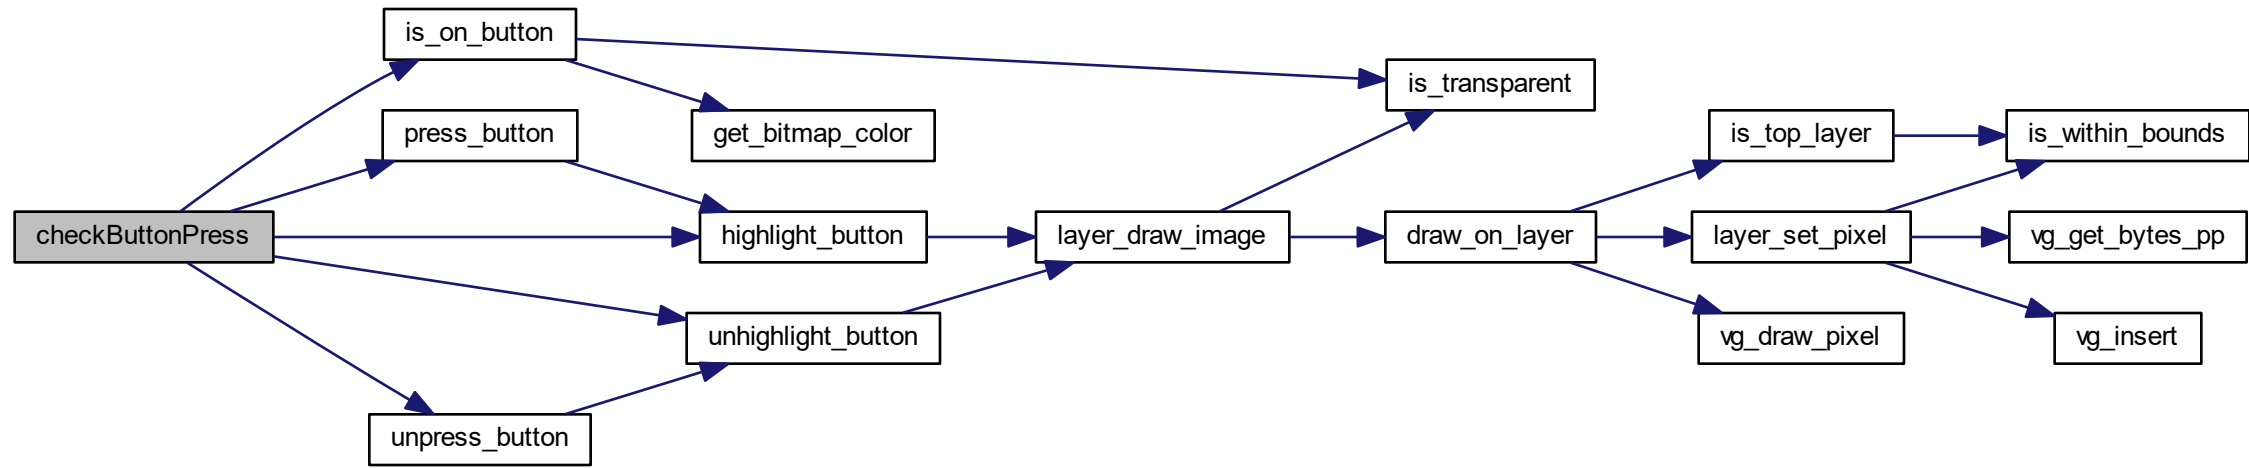 is_on_button
is_transparent
press_button
get_bitmap_color
is_top_layer
is_within_bounds
checkButtonPress
highlight_button
layer_draw_image
draw_on_layer
layer_set_pixel
vg_get_bytes_pp
unhighlight_button
vg_draw_pixel
vg_insert
unpress_button